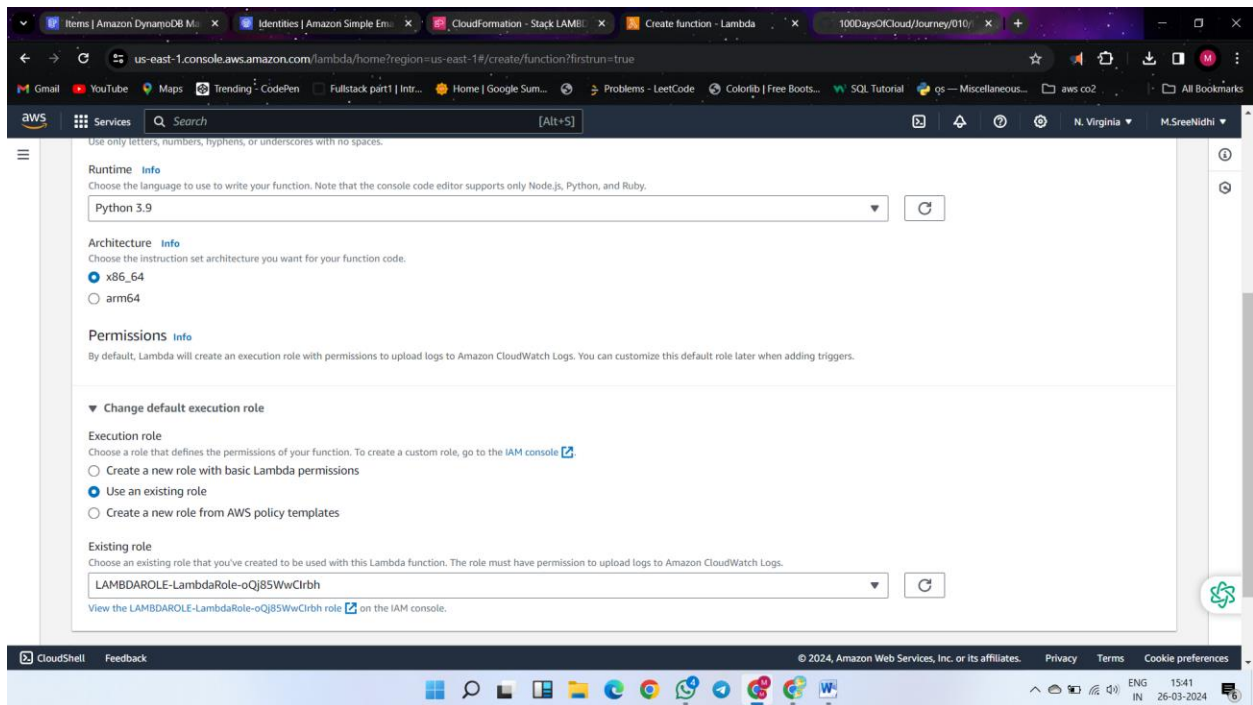 Items | Amazon DynamoDB Ma
Identities | Amazon Simple Ema
CloudFormation - Stack LAMBD
Create function - Lambda
100DaysOfCloud/Journey/010/
us-east-1.console.aws.amazon.com/lambda/home?region=us-east-1#/create/function?firstrun=true
M
Gmail
YouTube
Maps
Trending - CodePen
Fullstack part1 | Intr...
Home | Google Sum...
Problems - LeetCode
Colorlib | Free Boots...
SQL Tutorial
os — Miscellaneous...
aws co2
All Bookmarks
aws
Services
Search
[Alt+S]
N. Virginia
M.SreeNidhi
Use only letters, numbers, hyphens, or underscores with no spaces.
Runtime Info
Choose the language to use to write your function. Note that the console code editor supports only Node.js, Python, and Ruby.
Python 3.9
Architecture Info
Choose the instruction set architecture you want for your function code.
x86_64
arm64
Permissions Info
By default, Lambda will create an execution role with permissions to upload logs to Amazon CloudWatch Logs. You can customize this default role later when adding triggers.
Change default execution role
Execution role
Choose a role that defines the permissions of your function. To create a custom role, go to the IAM console.
Create a new role with basic Lambda permissions
Use an existing role
Create a new role from AWS policy templates
Existing role
Choose an existing role that you've created to be used with this Lambda function. The role must have permission to upload logs to Amazon CloudWatch Logs.
LAMBDAROLE-LambdaRole-oQj85WwCIrbh
View the LAMBDAROLE-LambdaRole-oQj85WwCIrbh role on the IAM console.
CloudShell
Feedback
© 2024, Amazon Web Services, Inc. or its affiliates.
Privacy
Terms
Cookie preferences
4
ENG
IN
15:41
26-03-2024
6